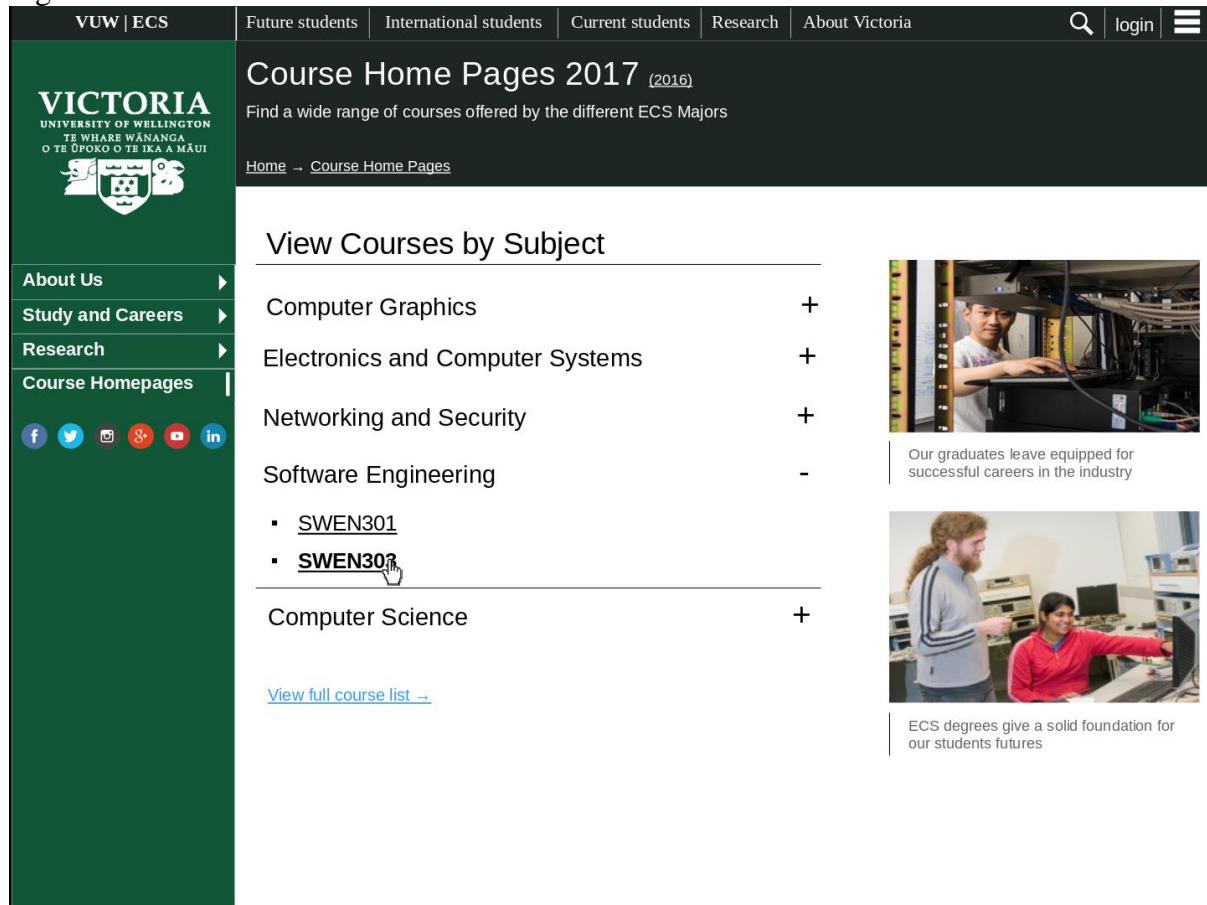 VUW | ECS
Future students
International students
Current students
Research
About Victoria
login
VICTORIA
UNIVERSITY OF WELLINGTON
TE WHARE WĀNANGA
O TE ŪPOKO O TE IKA A MĀUI
Course Home Pages 2017 (2016)
Find a wide range of courses offered by the different ECS Majors
Home → Course Home Pages
About Us
Study and Careers
Research
Course Homepages
View Courses by Subject
Computer Graphics +
Electronics and Computer Systems +
Networking and Security +
Software Engineering -
▪ SWEN301
▪ SWEN303
Computer Science +
View full course list →
Our graduates leave equipped for
successful careers in the industry
ECS degrees give a solid foundation for
our students futures